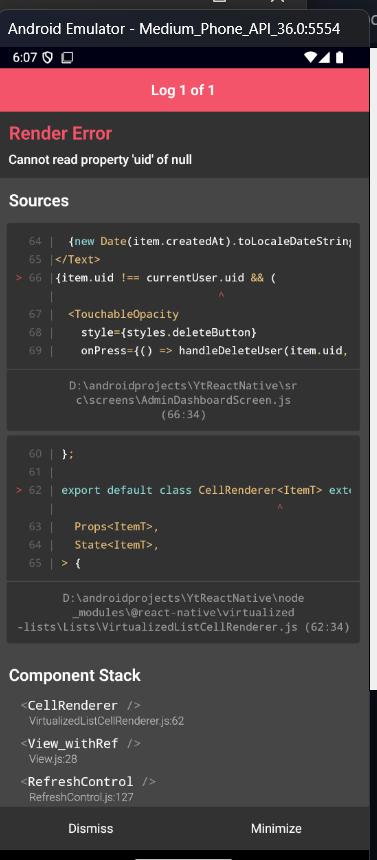 Android Emulator - Medium_Phone_API_36.0:5554
6:07
Log 1 of 1
Render Error
Cannot read property 'uid' of null
Sources
64 | {new Date(item.createdAt).toLocaleDateString
65 |</Text>
> 66 |{item.uid !== currentUser.uid && (
| ^
67 | <TouchableOpacity
68 | style={styles.deleteButton}
69 | onPress={() => handleDeleteUser(item.uid,
D:\androidprojects\YtReactNative\sr
c\screens\AdminDashboardScreen.js
(66:34)
60 | };
61 |
> 62 | export default class CellRenderer<ItemT> exte
| ^
63 | Props<ItemT>,
64 | State<ItemT>,
65 | > {
D:\androidprojects\YtReactNative\node
_modules\@react-native\virtualized
-lists\Lists\VirtualizedListCellRenderer.js (62:34)
Component Stack
<CellRenderer />
VirtualizedListCellRenderer.js:62
<View_withRef />
View.js:28
<RefreshControl />
RefreshControl.js:127
Dismiss
Minimize